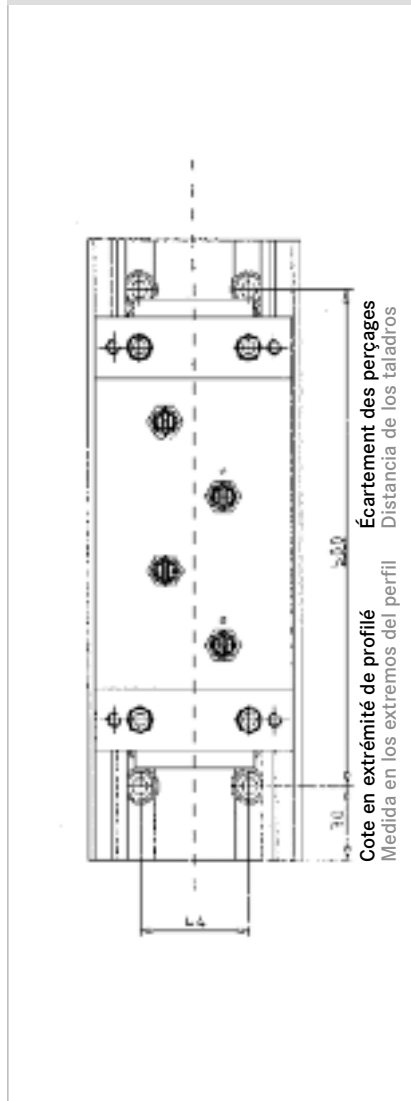 Cote en extrémité de profilé
Medida en los extremos del perfil
Écartement des perçages
Distancia de los taladros
30
44